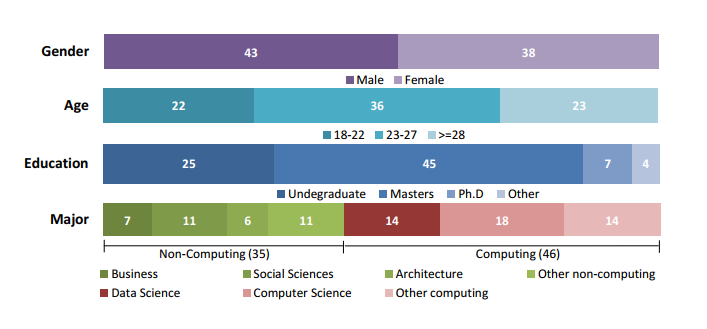 Gender 43 38
Male Female
Age 22 36 23
18-22 23-27 >=28
Education 25 45 7 4
Undegraduate Masters Ph.D Other
Major 7 11 6 11 14 18 14
Non-Computing (35) Computing (46)
Business Social Sciences Architecture Other non-computing
Data Science Computer Science Other computing